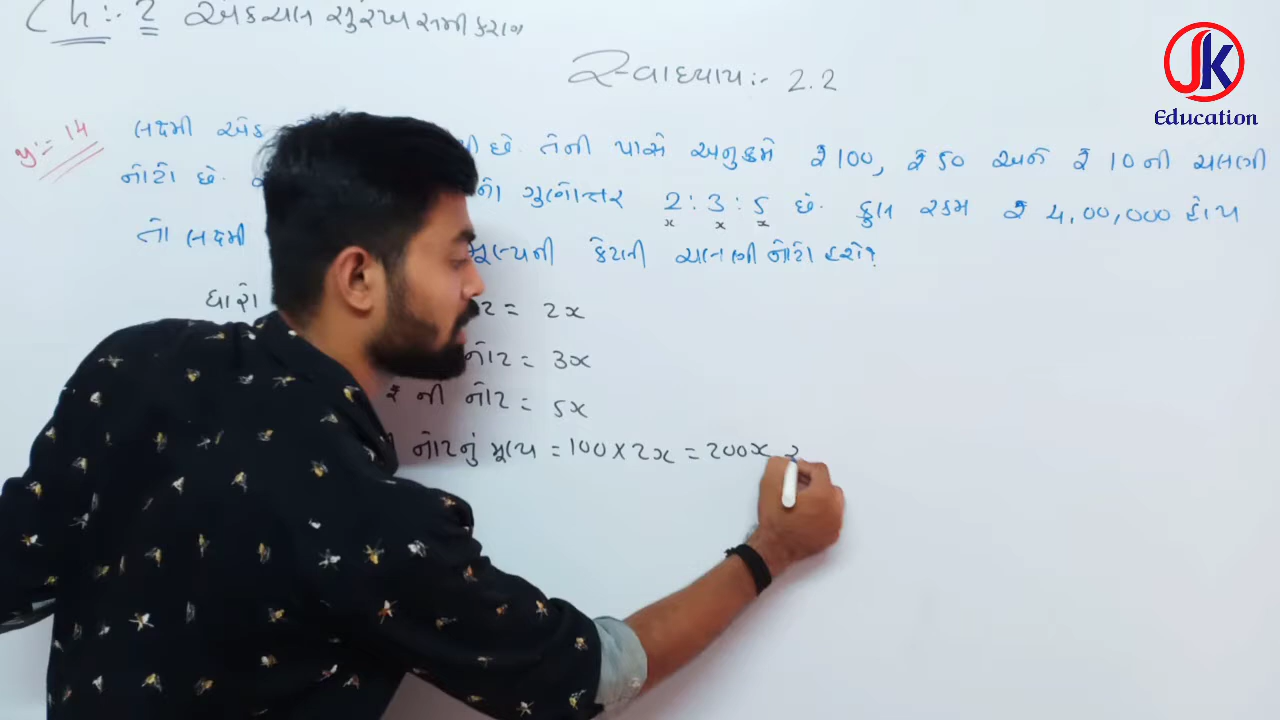 Ch :- 2 એકચલ સુરેખ સમીકરણ
સ્વાધ્યાય :- 2.2
પ્ર :- 14
લક્ષ્મી એક છે. તેની પાસે અનુક્રમે ₹ 100, ₹ 50 અને ₹ 10 ની ચલણી
નોટો છે. ગુણોત્તર 2 : 3 : 5 છે. કુલ રકમ ₹ 4,00,000 હોય
x x x
તો લક્ષ્મી મૂલ્યની કેટલી ચલણી નોટો હશે?
ધારો = 2x
નોટ = 3x
₹ ની નોટ = 5x
નોટનું મૂલ્ય = 100 × 2x = 200x
JK
Education